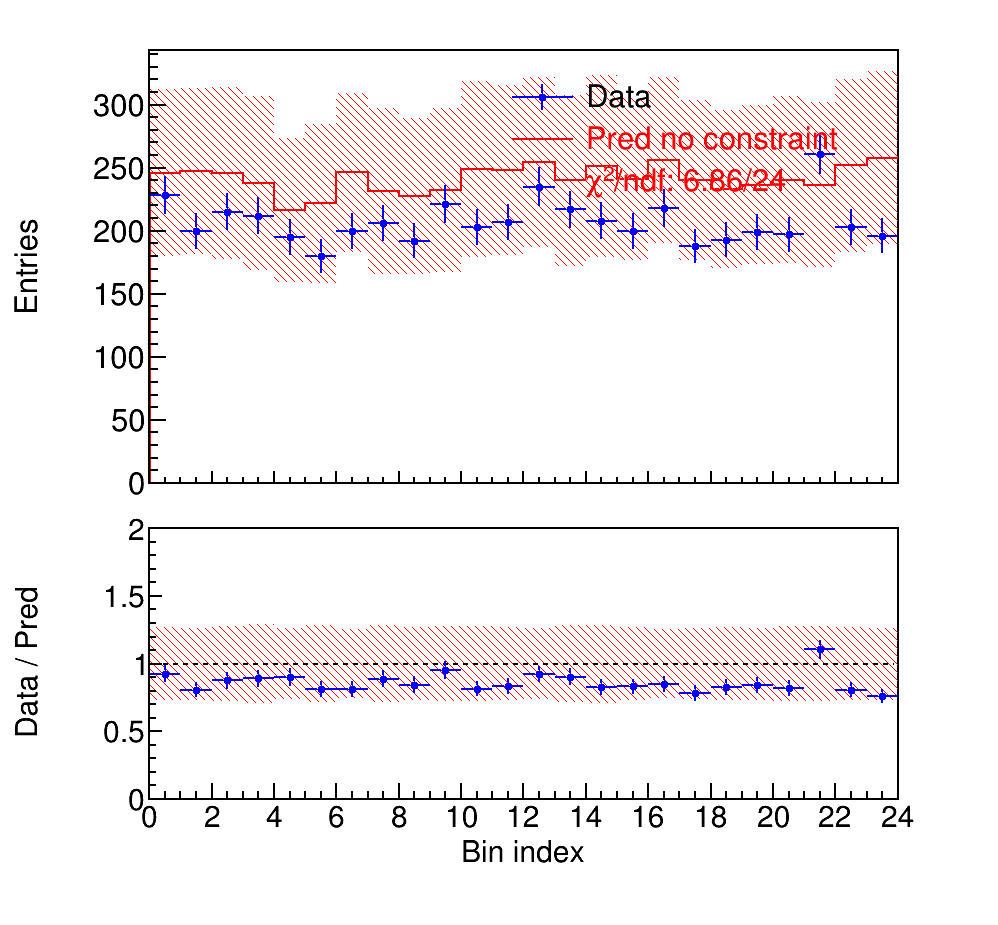 300
250
200
150
100
50
0
Entries
Data
Pred no constraint
χ²/ndf: 6.86/24
2
1.5
1
0.5
0
Data / Pred
0 2 4 6 8 10 12 14 16 18 20 22 24
Bin index